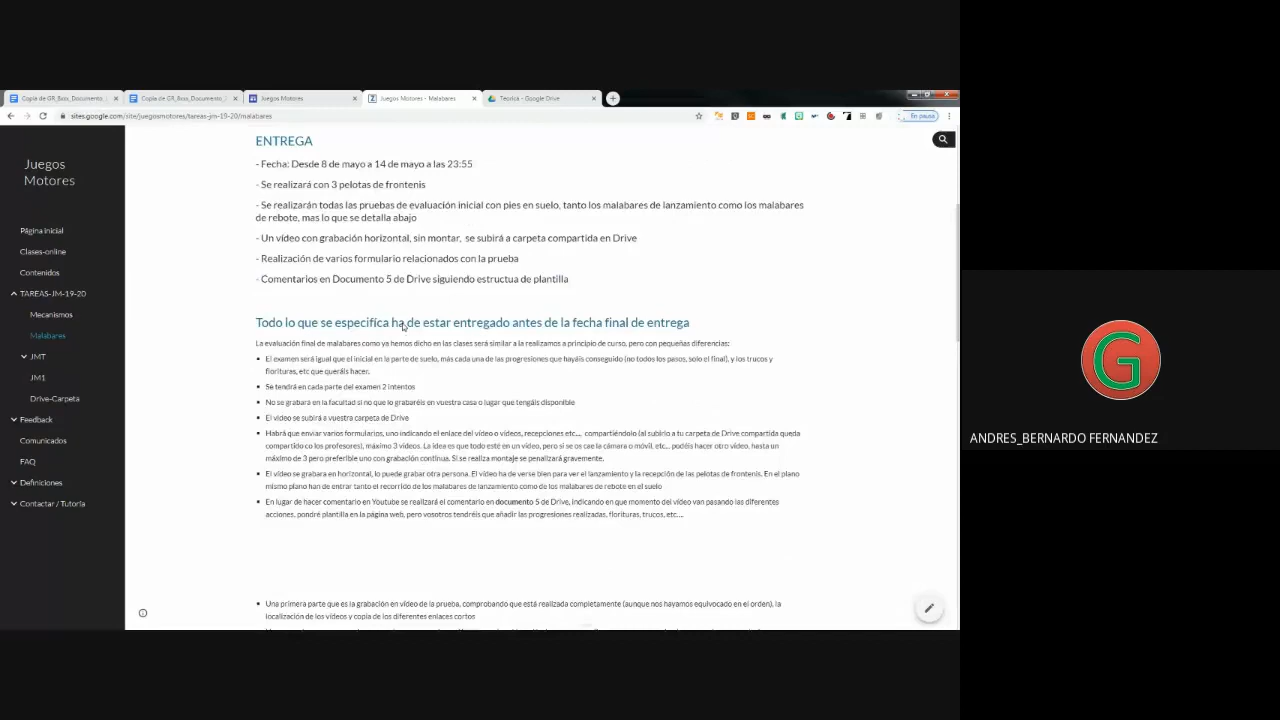 Copia de GR_Bxxx_Documento_
Copia de GR_Bxxx_Documento_
Juegos Motores
Juegos Motores - Malabares
Teorica - Google Drive
sites.google.com/site/juegosmotores/tareas-jm-19-20/malabares
En pausa
Juegos
Motores
Página inicial
Clases-online
Contenidos
TAREAS-JM-19-20
Mecanismos
Malabares
JMT
JM1
Drive-Carpeta
Feedback
Comunicados
FAQ
Definiciones
Contactar / Tutoría
ENTREGA
- Fecha: Desde 8 de mayo a 14 de mayo a las 23:55
- Se realizará con 3 pelotas de frontenis
- Se realizarán todas las pruebas de evaluación inicial con pies en suelo, tanto los malabares de lanzamiento como los malabares
de rebote, mas lo que se detalla abajo
- Un vídeo con grabación horizontal, sin montar, se subirá a carpeta compartida en Drive
- Realización de varios formulario relacionados con la prueba
- Comentarios en Documento 5 de Drive siguiendo estructua de plantilla
Todo lo que se especifíca ha de estar entregado antes de la fecha final de entrega
La evaluación final de malabares como ya hemos dicho en las clases será similar a la realizamos a principio de curso, pero con pequeñas diferencias:
El examen será igual que el inicial en la parte de suelo, más cada una de las progresiones que hayáis conseguido (no todos los pasos, solo el final), y los trucos y
florituras, etc que queráis hacer.
Se tendrá en cada parte del examen 2 intentos
No se grabara en la facultad si no que lo grabaréis en vuestra casa o lugar que tengáis disponible
El video se subirá a vuestra carpeta de Drive
Habrá que enviar varios formularios, uno indicando el enlace del vídeo o vídeos, recepciones etc..., compartiéndolo (al subirlo a tu carpeta de Drive compartida queda
compartido co los profesores), máximo 3 vídeos. La idea es que todo esté en un vídeo, pero si se os cae la cámara o móvil, etc... podéis hacer otro vídeo, hasta un
máximo de 3 pero preferible uno con grabación continua. Si se realiza montaje se penalizará gravemente.
El vídeo se grabara en horizontal, lo puede grabar otra persona. El vídeo ha de verse bien para ver el lanzamiento y la recepción de las pelotas de frontenis. En el plano
mismo plano han de entrar tanto el recorrido de los malabares de lanzamiento como de los malabares de rebote en el suelo
En lugar de hacer comentario en Youtube se realizará el comentario en documento 5 de Drive, indicando en que momento del vídeo van pasando las diferentes
acciones, pondré plantilla en la página web, pero vosotros tendréis que añadir las progresiones realizadas, florituras, trucos, etc....
Una primera parte que es la grabación en vídeo de la prueba, comprobando que está realizada completamente (aunque nos hayamos equivocado en el orden), la
localización de los vídeos y copia de los diferentes enlaces cortos
G
ANDRES_BERNARDO FERNANDEZ